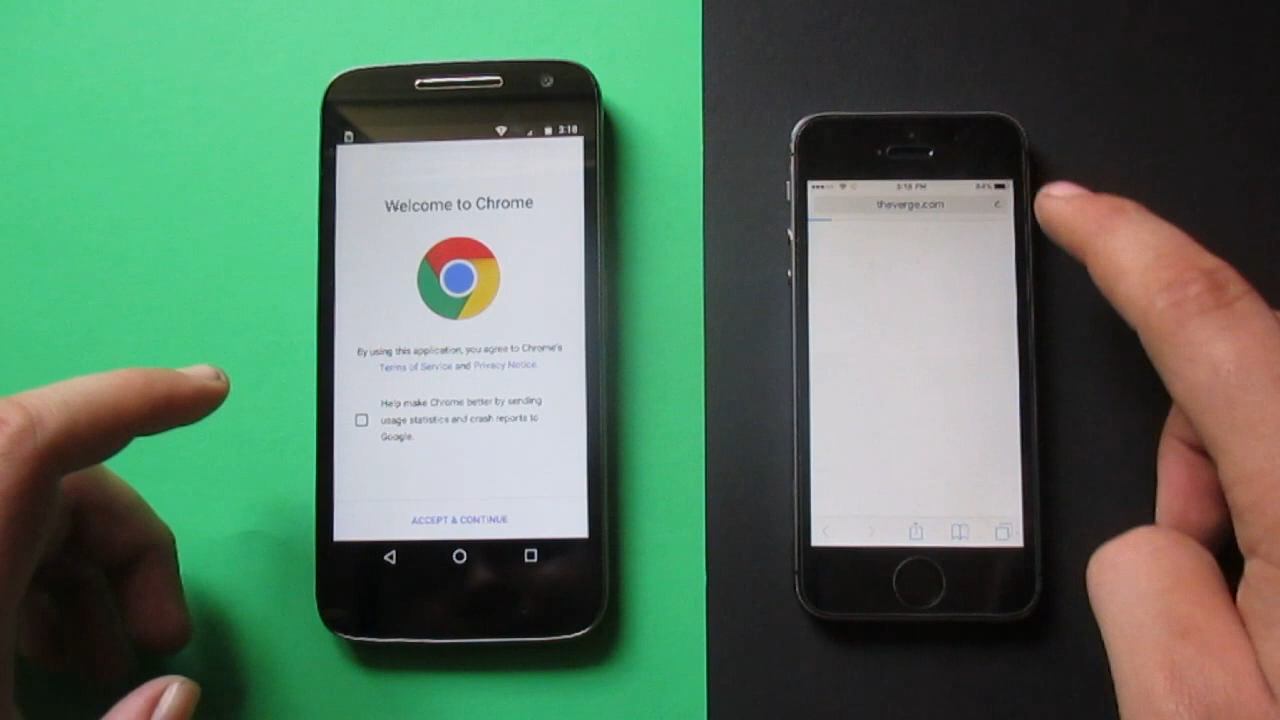 3:18
Welcome to Chrome
By using this application, you agree to Chrome's
Terms of Service and Privacy Notice.
Help make Chrome better by sending
usage statistics and crash reports to
Google.
ACCEPT & CONTINUE
3:18 PM
84%
theverge.com